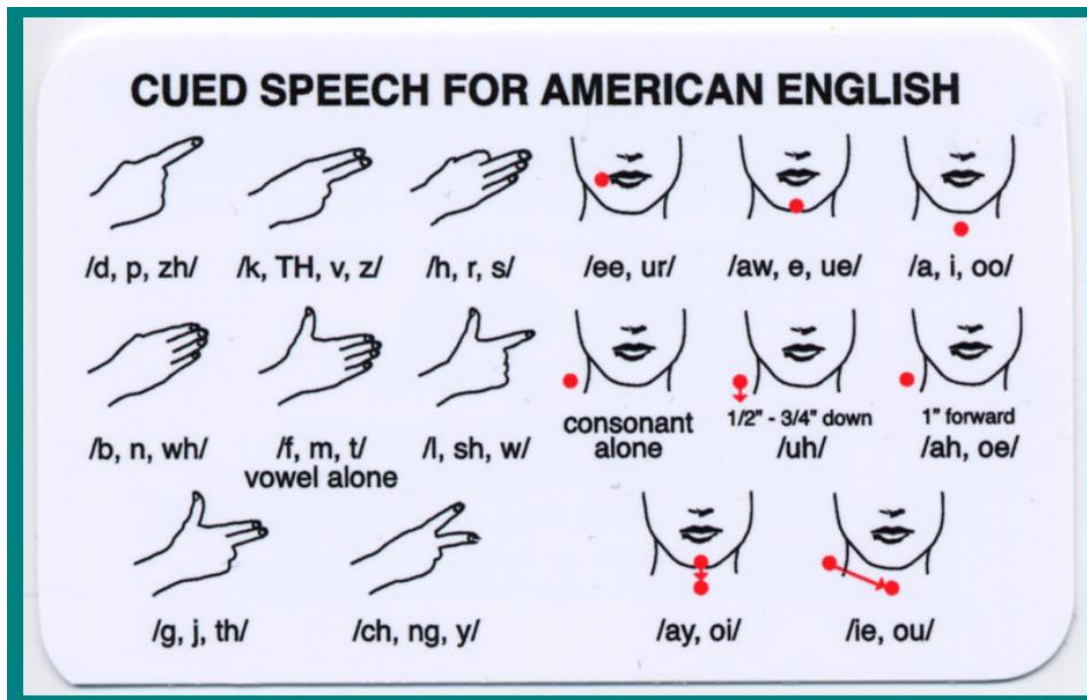 CUED SPEECH FOR AMERICAN ENGLISH
/d, p, zh/
/k, TH, v, z/
/h, r, s/
/ee, ur/
/aw, e, ue/
/a, i, oo/
/b, n, wh/
/f, m, t/
vowel alone
/l, sh, w/
consonant
alone
1/2" - 3/4" down
/uh/
1" forward
/ah, oe/
/g, j, th/
/ch, ng, y/
/ay, oi/
/ie, ou/